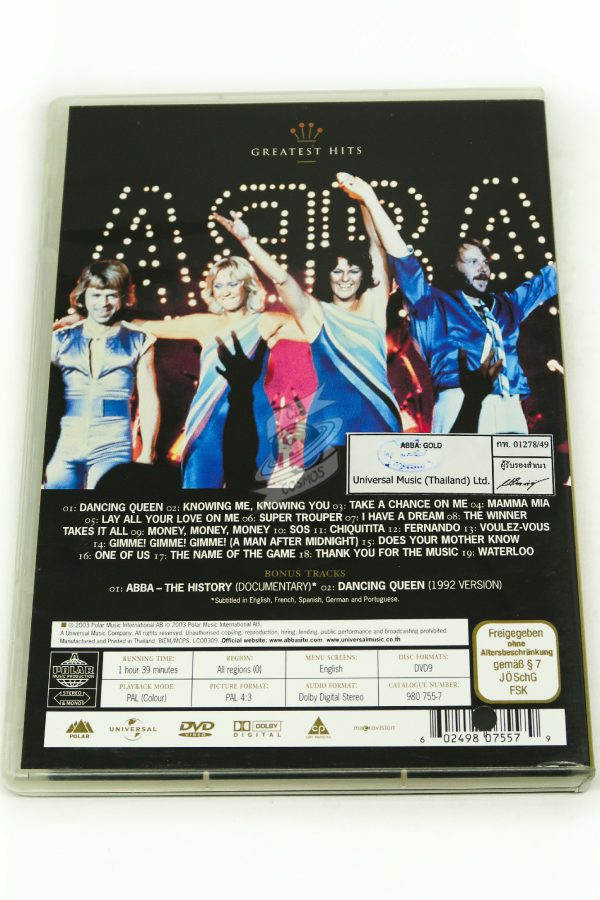 GREATEST HITS
ABBA
ABBA: GOLD
Universal Music (Thailand) Ltd.
กท. 01278/49
ผู้รับรองสำเนา
COSMOS
01: DANCING QUEEN 02: KNOWING ME, KNOWING YOU 03: TAKE A CHANCE ON ME 04: MAMMA MIA
05: LAY ALL YOUR LOVE ON ME 06: SUPER TROUPER 07: I HAVE A DREAM 08: THE WINNER
TAKES IT ALL 09: MONEY, MONEY, MONEY 10: SOS 11: CHIQUITITA 12: FERNANDO 13: VOULEZ-VOUS
14: GIMME! GIMME! GIMME! (A MAN AFTER MIDNIGHT) 15: DOES YOUR MOTHER KNOW
16: ONE OF US 17: THE NAME OF THE GAME 18: THANK YOU FOR THE MUSIC 19: WATERLOO
BONUS TRACKS
01: ABBA – THE HISTORY (DOCUMENTARY)* 02: DANCING QUEEN (1992 VERSION)
*Subtitled in English, French, Spanish, German and Portuguese.
℗ 2003 Polar Music International AB © 2003 Polar Music International AB.
A Universal Music Company. All rights reserved. Unauthorised copying, reproduction, hiring, lending, public performance and broadcasting prohibited.
Manufactured and Printed in Thailand. BIEM/MCPS. LC00309. Official website: www.abbasite.com www.universalmusic.co.th
POLAR
MUSIC PRODUCTION
STEREO
& MONO
RUNNING TIME:
1 hour 39 minutes
REGION:
All regions (0)
MENU SCREENS:
English
DISC FORMATS:
DVD9
PLAYBACK MODE:
PAL (Colour)
PICTURE FORMAT:
PAL 4:3
AUDIO FORMAT:
Dolby Digital Stereo
CATALOGUE NUMBER:
980 755-7
Freigegeben
ohne
Altersbeschränkung
gemäß § 7
JÖSchG
FSK
POLAR
UNIVERSAL
DVD
VIDEO
DOLBY
DIGITAL
CP
COPY PROTECTED
macrovision
6 02498 07557 9